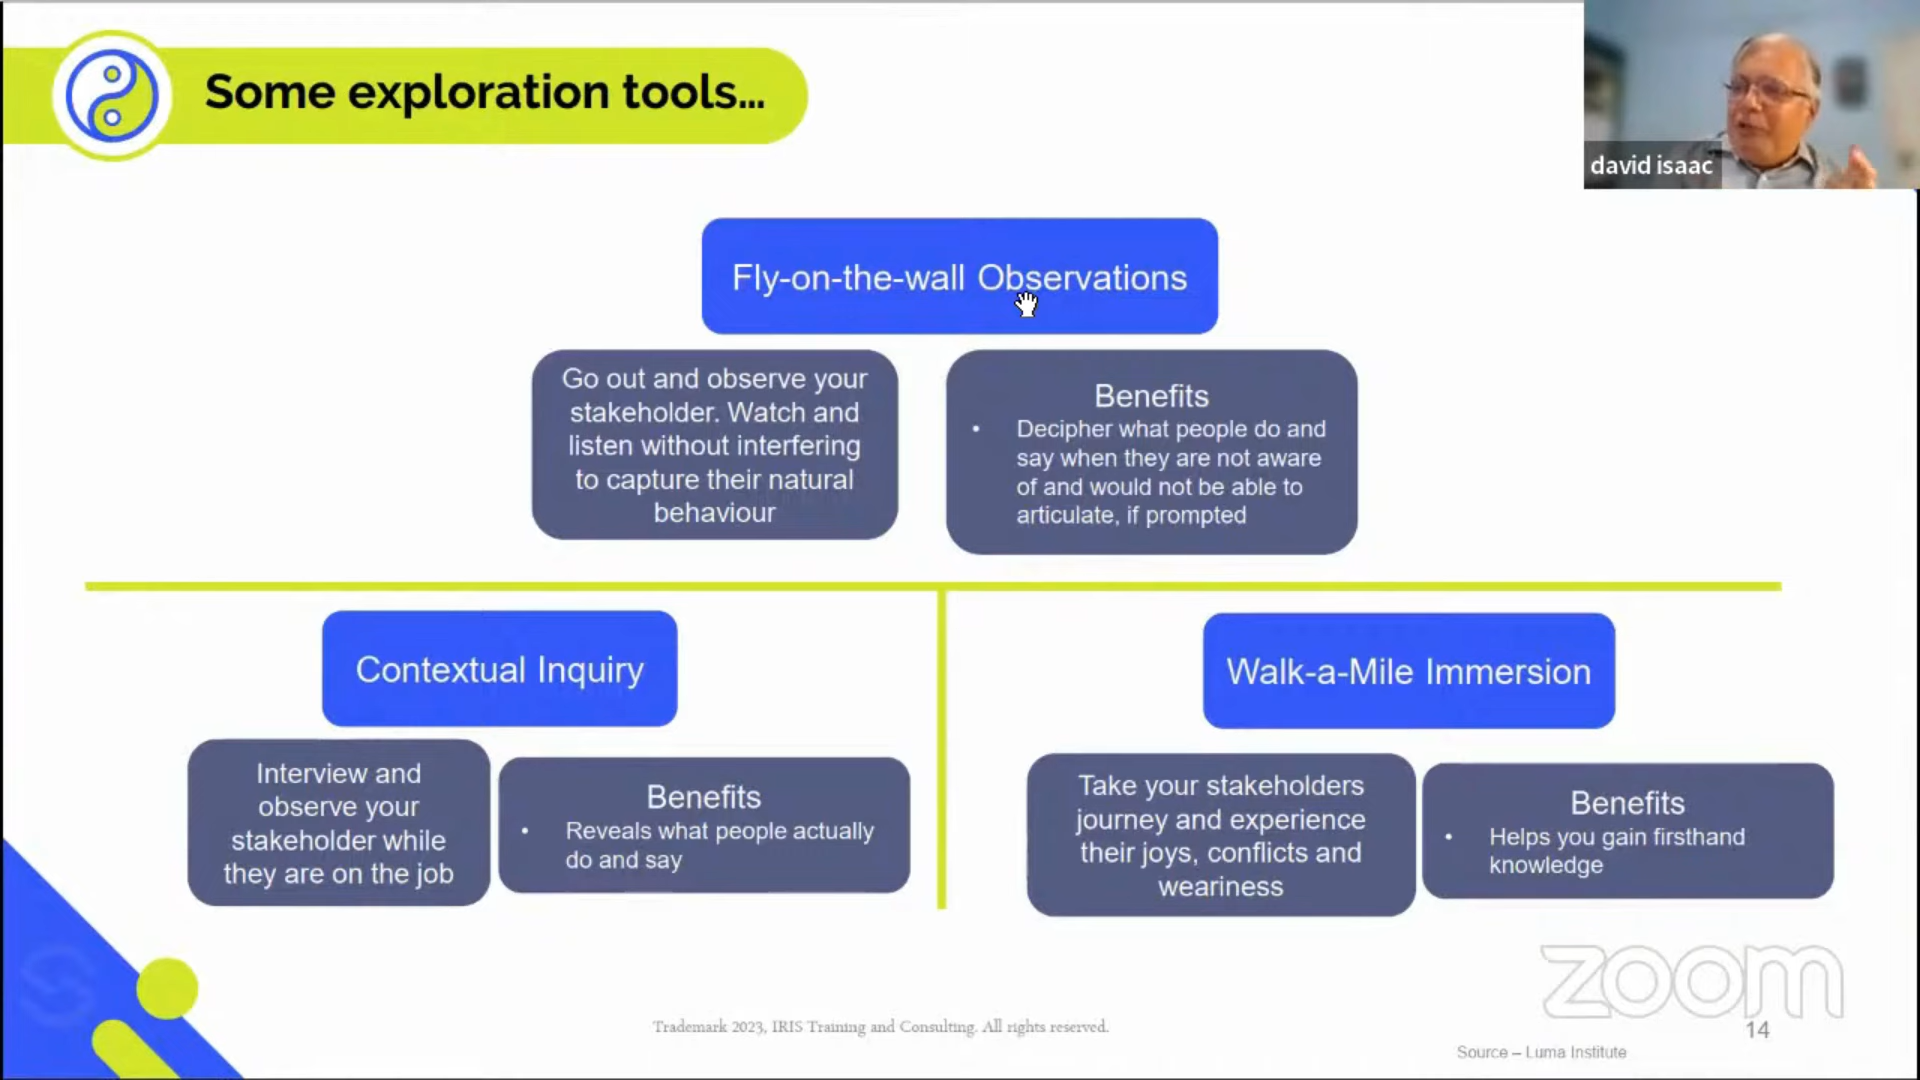 Some exploration tools...
david isaac
Fly-on-the-wall Observations
Go out and observe your
stakeholder. Watch and
listen without interfering
to capture their natural
behaviour
Benefits
• Decipher what people do and
say when they are not aware
of and would not be able to
articulate, if prompted
Contextual Inquiry
Interview and
observe your
stakeholder while
they are on the job
Benefits
• Reveals what people actually
do and say
Walk-a-Mile Immersion
Take your stakeholders
journey and experience
their joys, conflicts and
weariness
Benefits
• Helps you gain firsthand
knowledge
zoom
Trademark 2023, IRIS Training and Consulting. All rights reserved.
14
Source – Luma Institute